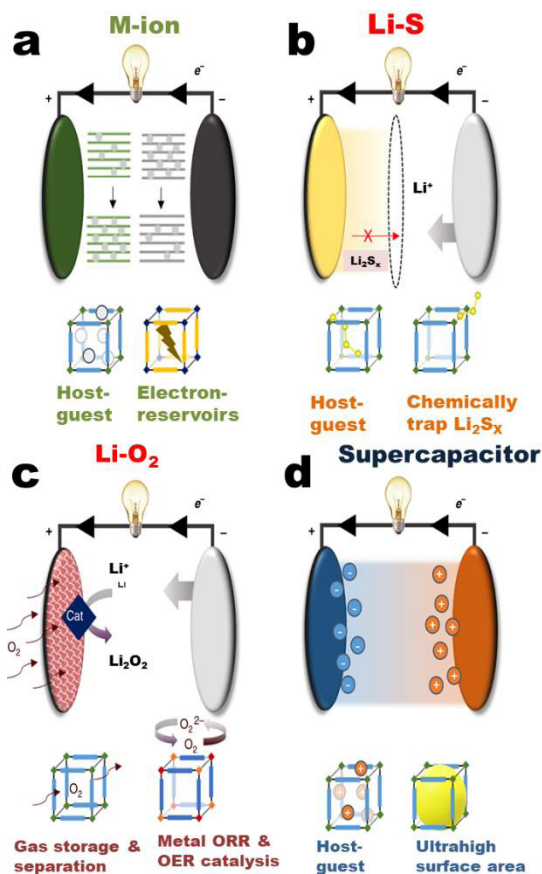 a
M-ion
e⁻
+
−
Host-
guest
Electron-
reservoirs
b
Li-S
e⁻
+
−
Li⁺
Li₂Sₓ
Host-
guest
Chemically
trap Li₂Sₓ
c
Li-O₂
e⁻
+
−
Li⁺
Cat
O₂
Li₂O₂
O₂
O₂²⁻
O₂
Gas storage &
separation
Metal ORR &
OER catalysis
d
Supercapacitor
e⁻
+
−
- + 
- +
- +
- +
- +
- +
-
+
+
+
Host-
guest
Ultrahigh
surface area